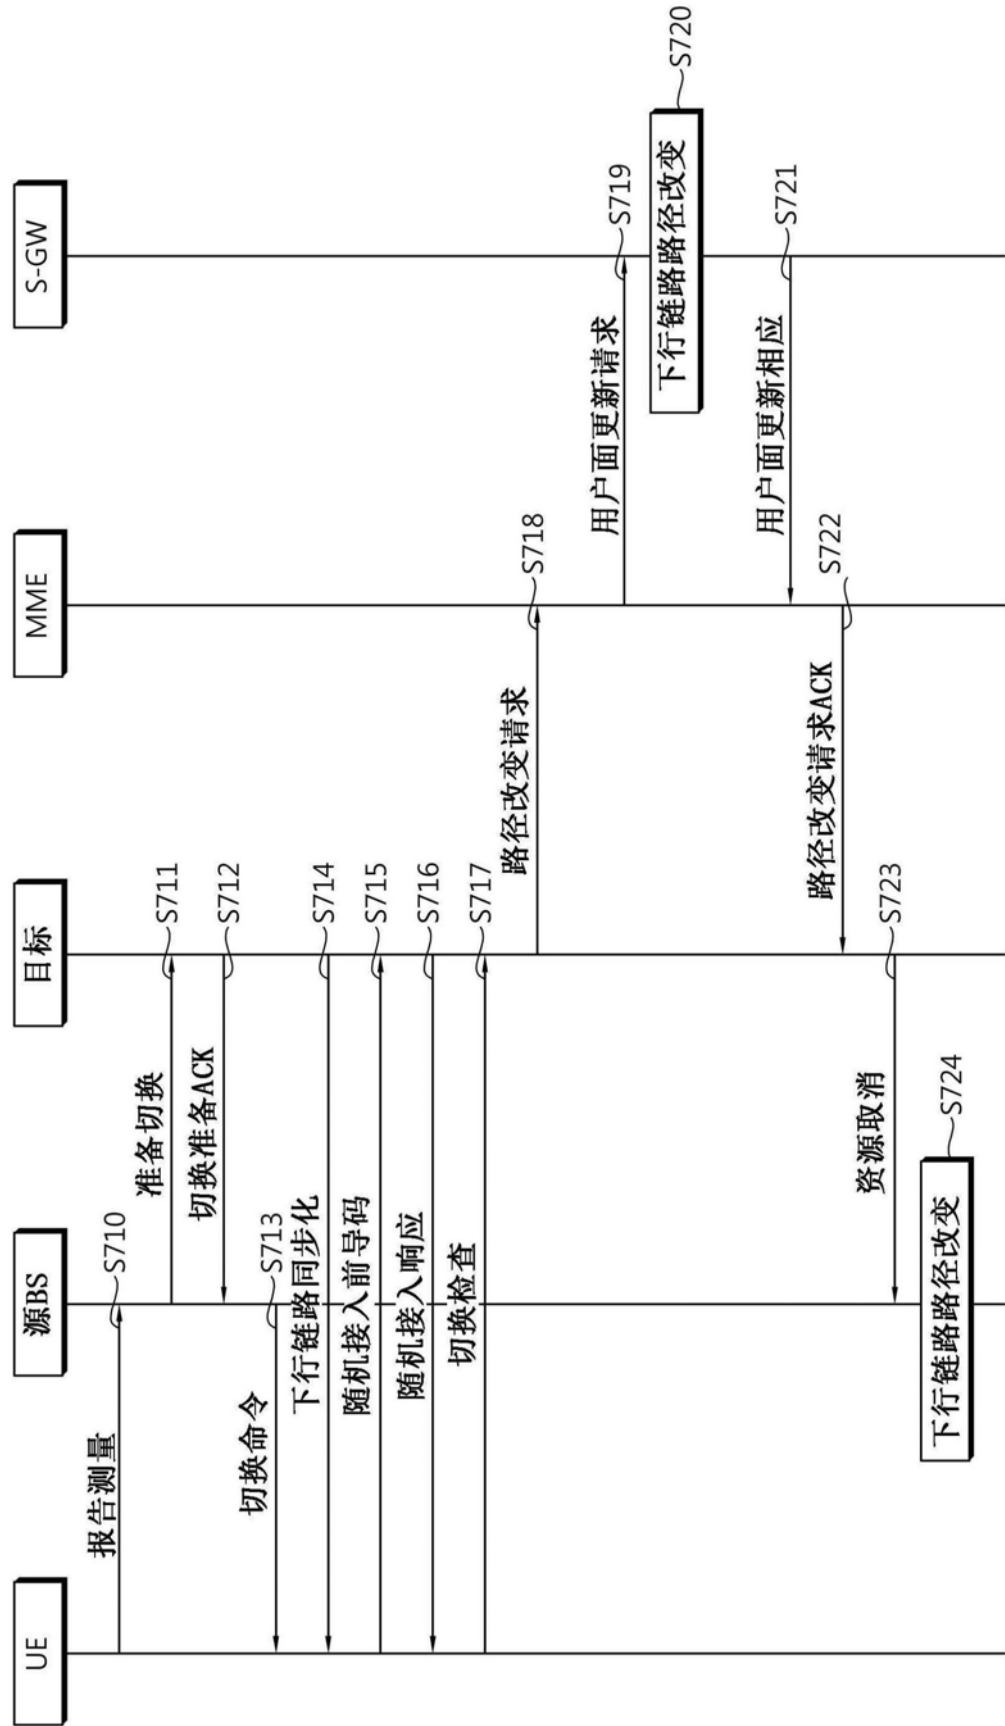 UE
源BS
目标
MME
S-GW
报告测量
S710
准备切换
S711
切换准备ACK
S712
切换命令
S713
下行链路同步化
S714
随机接入前导码
S715
随机接入响应
S716
切换检查
S717
路径改变请求
S718
用户面更新请求
S719
下行链路路径改变
S720
用户面更新相应
S721
路径改变请求ACK
S722
资源取消
S723
下行链路路径改变
S724